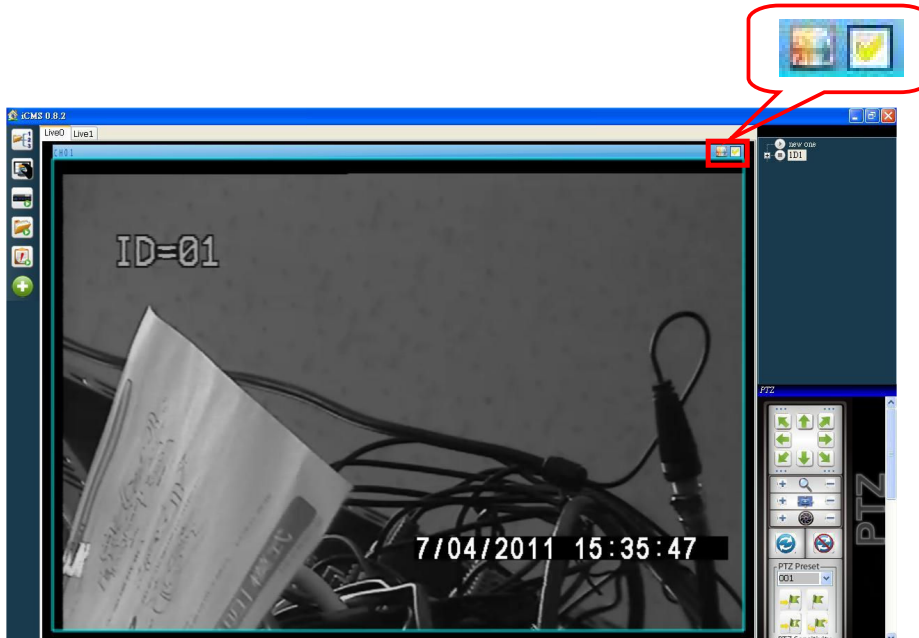 iCMS 0.8.2
Live0 Live1
CH01
new one
1D1
ID=01
7/04/2011 15:35:47
PTZ
PTZ
PTZ Preset
001